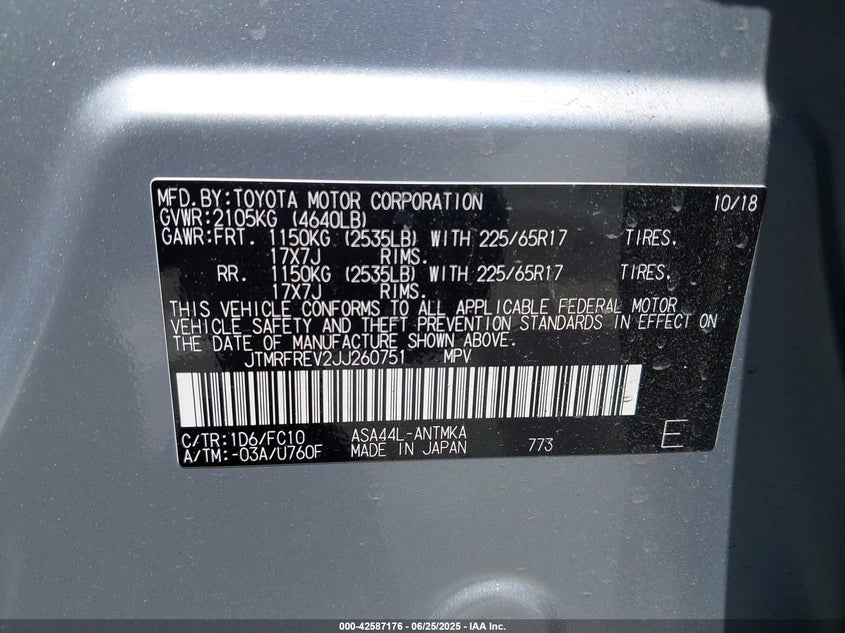 MFD.BY:TOYOTA MOTOR CORPORATION 10/18
GVWR:2105KG (4640LB)
GAWR:FRT. 1150KG (2535LB) WITH 225/65R17 TIRES.
17X7J RIMS.
RR. 1150KG (2535LB) WITH 225/65R17 TIRES.
17X7J RIMS.
THIS VEHICLE CONFORMS TO ALL APPLICABLE FEDERAL MOTOR
VEHICLE SAFETY AND THEFT PREVENTION STANDARDS IN EFFECT ON
THE DATE OF MANUFACTURE SHOWN ABOVE.
JTMRFREV2JJ260751 MPV
C/TR:1D6/FC10 ASA44L-ANTMKA
A/TM:-03A/U760F MADE IN JAPAN 773 E
000-42587176 - 06/25/2025 - IAA Inc.